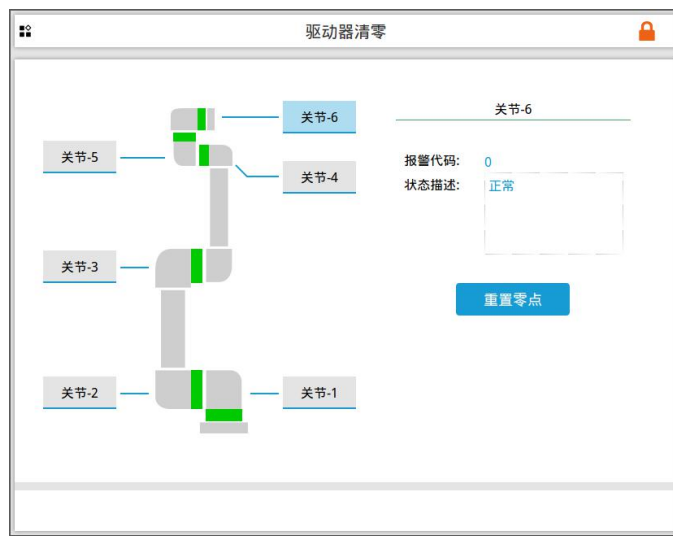 驱动器清零
关节-6
关节-5
关节-4
关节-3
关节-2
关节-1
关节-6
报警代码: 0
状态描述: 正常
重置零点